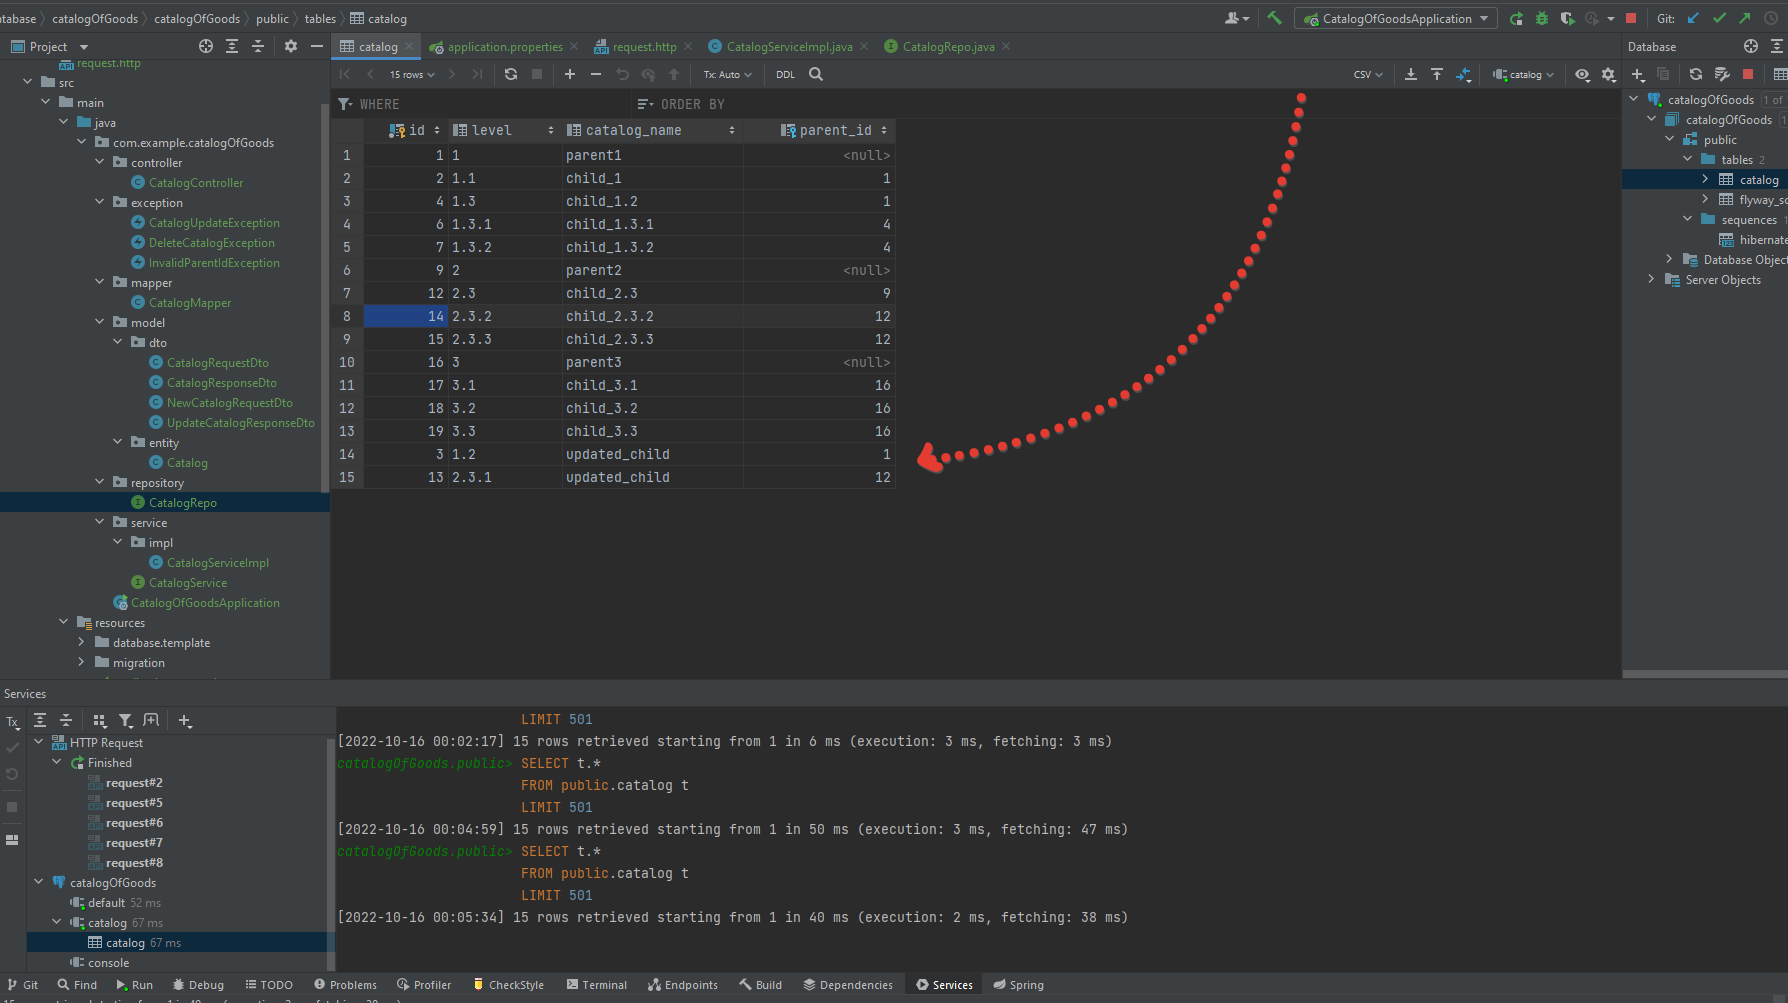 catalogOfGoods catalogOfGoods public tables catalog
CatalogOfGoodsApplication Git:
Project
catalog application.properties request.http CatalogServiceImpl.java CatalogRepo.java
Database
15 rows Tx: Auto DDL CSV catalog
WHERE ORDER BY
id level catalog_name parent_id
1 1 1 parent1 <null>
2 2 1.1 child_1 1
3 4 1.3 child_1.2 1
4 6 1.3.1 child_1.3.1 4
5 7 1.3.2 child_1.3.2 4
6 9 2 parent2 <null>
7 12 2.3 child_2.3 9
8 14 2.3.2 child_2.3.2 12
9 15 2.3.3 child_2.3.3 12
10 16 3 parent3 <null>
11 17 3.1 child_3.1 16
12 18 3.2 child_3.2 16
13 19 3.3 child_3.3 16
14 3 1.2 updated_child 1
15 13 2.3.1 updated_child 12
request.http
src
main
java
com.example.catalogOfGoods
controller
CatalogController
exception
CatalogUpdateException
DeleteCatalogException
InvalidParentIdException
mapper
CatalogMapper
model
dto
CatalogRequestDto
CatalogResponseDto
NewCatalogRequestDto
UpdateCatalogResponseDto
entity
Catalog
repository
CatalogRepo
service
impl
CatalogServiceImpl
CatalogService
CatalogOfGoodsApplication
resources
database.template
migration
catalogOfGoods 1 of
catalogOfGoods 1
public
tables 2
catalog
sequences 1
Database Objec
Server Objects
Services
Tx
HTTP Request
Finished
request#2
request#5
request#6
request#7
request#8
catalogOfGoods
default 52 ms
catalog 67 ms
catalog 67 ms
console
LIMIT 501
[2022-10-16 00:02:17] 15 rows retrieved starting from 1 in 6 ms (execution: 3 ms, fetching: 3 ms)
catalogOfGoods.public> SELECT t.*
FROM public.catalog t
LIMIT 501
[2022-10-16 00:04:59] 15 rows retrieved starting from 1 in 50 ms (execution: 3 ms, fetching: 47 ms)
catalogOfGoods.public> SELECT t.*
FROM public.catalog t
LIMIT 501
[2022-10-16 00:05:34] 15 rows retrieved starting from 1 in 40 ms (execution: 2 ms, fetching: 38 ms)
Git Find Run Debug TODO Problems Profiler CheckStyle Terminal Endpoints Build Dependencies Services Spring